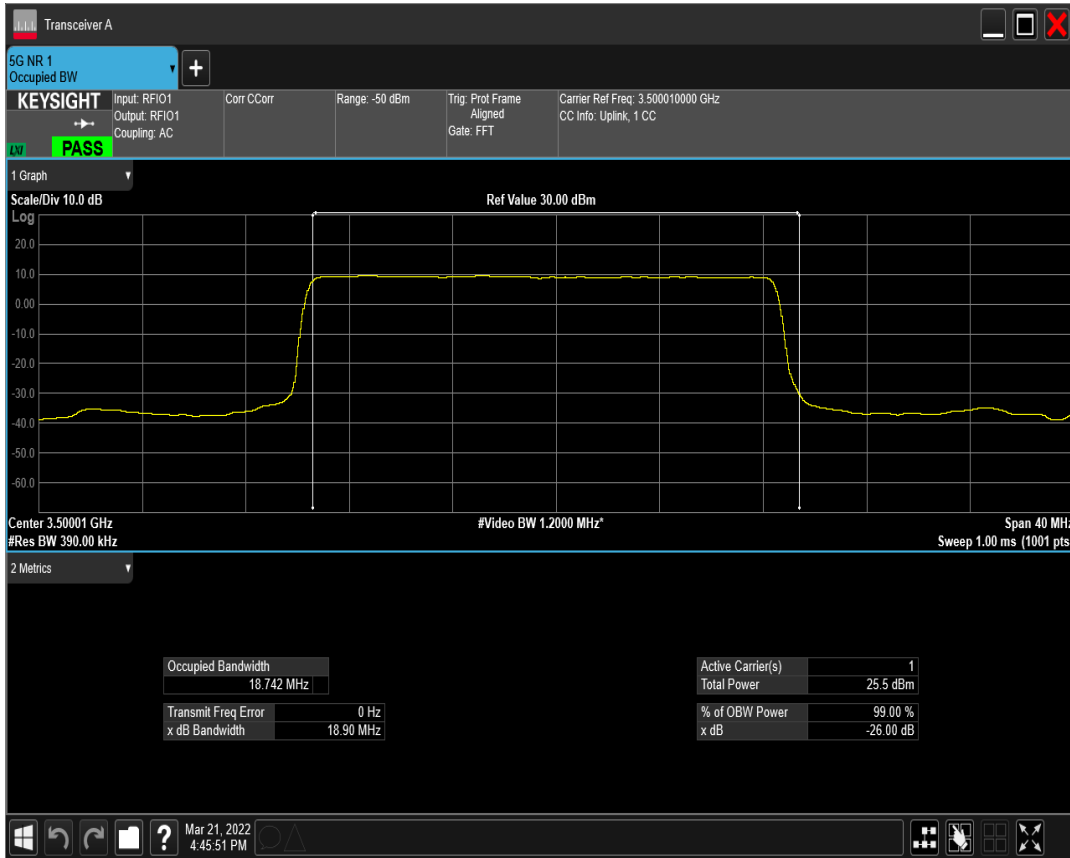 Transceiver A
5G NR 1
Occupied BW
KEYSIGHT
LXI
PASS
Input: RFIO1
Output: RFIO1
Coupling: AC
Corr CCorr
Range: -50 dBm
Trig: Prot Frame
Aligned
Gate: FFT
Carrier Ref Freq: 3.500010000 GHz
CC Info: Uplink, 1 CC
1 Graph
Scale/Div 10.0 dB
Ref Value 30.00 dBm
Log
20.0
10.0
0.00
-10.0
-20.0
-30.0
-40.0
-50.0
-60.0
Center 3.50001 GHz
#Video BW 1.2000 MHz*
Span 40 MHz
#Res BW 390.00 kHz
Sweep 1.00 ms (1001 pts
2 Metrics
Occupied Bandwidth
18.742 MHz
Transmit Freq Error 0 Hz
x dB Bandwidth 18.90 MHz
Active Carrier(s) 1
Total Power 25.5 dBm
% of OBW Power 99.00 %
x dB -26.00 dB
?
Mar 21, 2022
4:45:51 PM